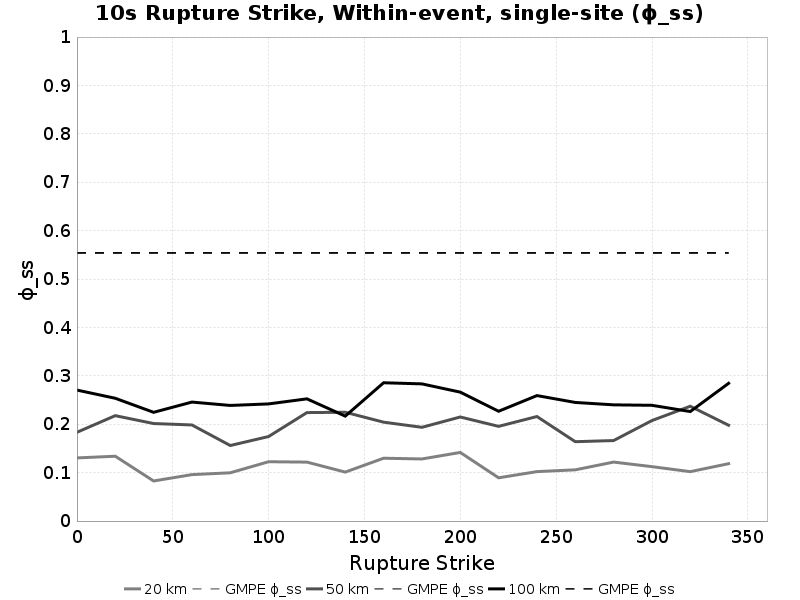 10s Rupture Strike, Within-event, single-site (ϕ_ss)
1
0.9
0.8
0.7
0.6
0.5
0.4
0.3
0.2
0.1
0
ϕ_ss
0 50 100 150 200 250 300 350
Rupture Strike
20 km GMPE ϕ_ss 50 km GMPE ϕ_ss 100 km GMPE ϕ_ss